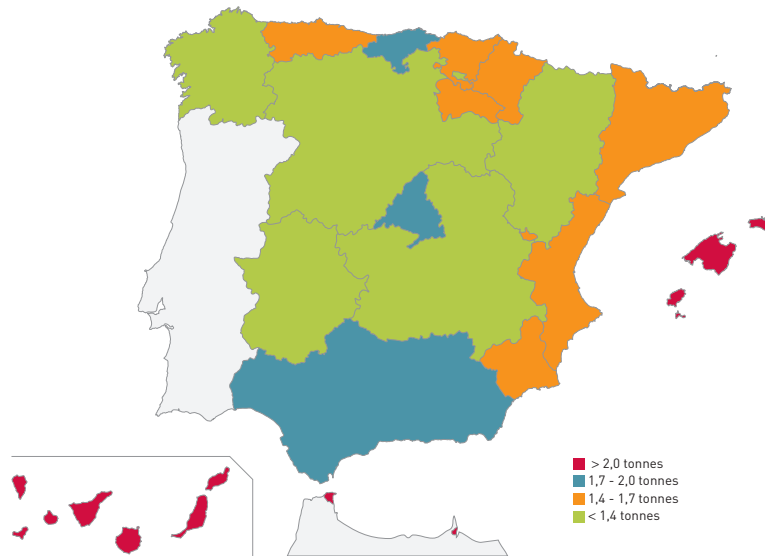 > 2,0 tonnes
1,7 - 2,0 tonnes
1,4 - 1,7 tonnes
< 1,4 tonnes